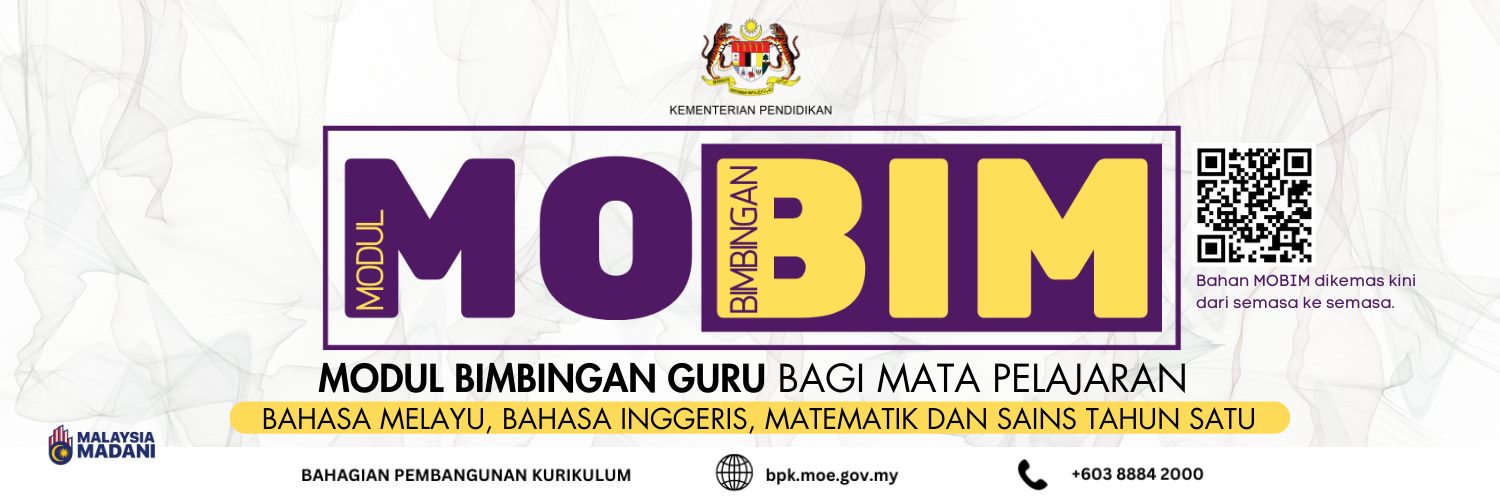 KEMENTERIAN PENDIDIKAN
MODUL
MO
BIMBINGAN
BIM
Bahan MOBIM dikemas kini
dari semasa ke semasa.
MODUL BIMBINGAN GURU BAGI MATA PELAJARAN
BAHASA MELAYU, BAHASA INGGERIS, MATEMATIK DAN SAINS TAHUN SATU
MALAYSIA
MADANI
BAHAGIAN PEMBANGUNAN KURIKULUM
bpk.moe.gov.my
+603 8884 2000